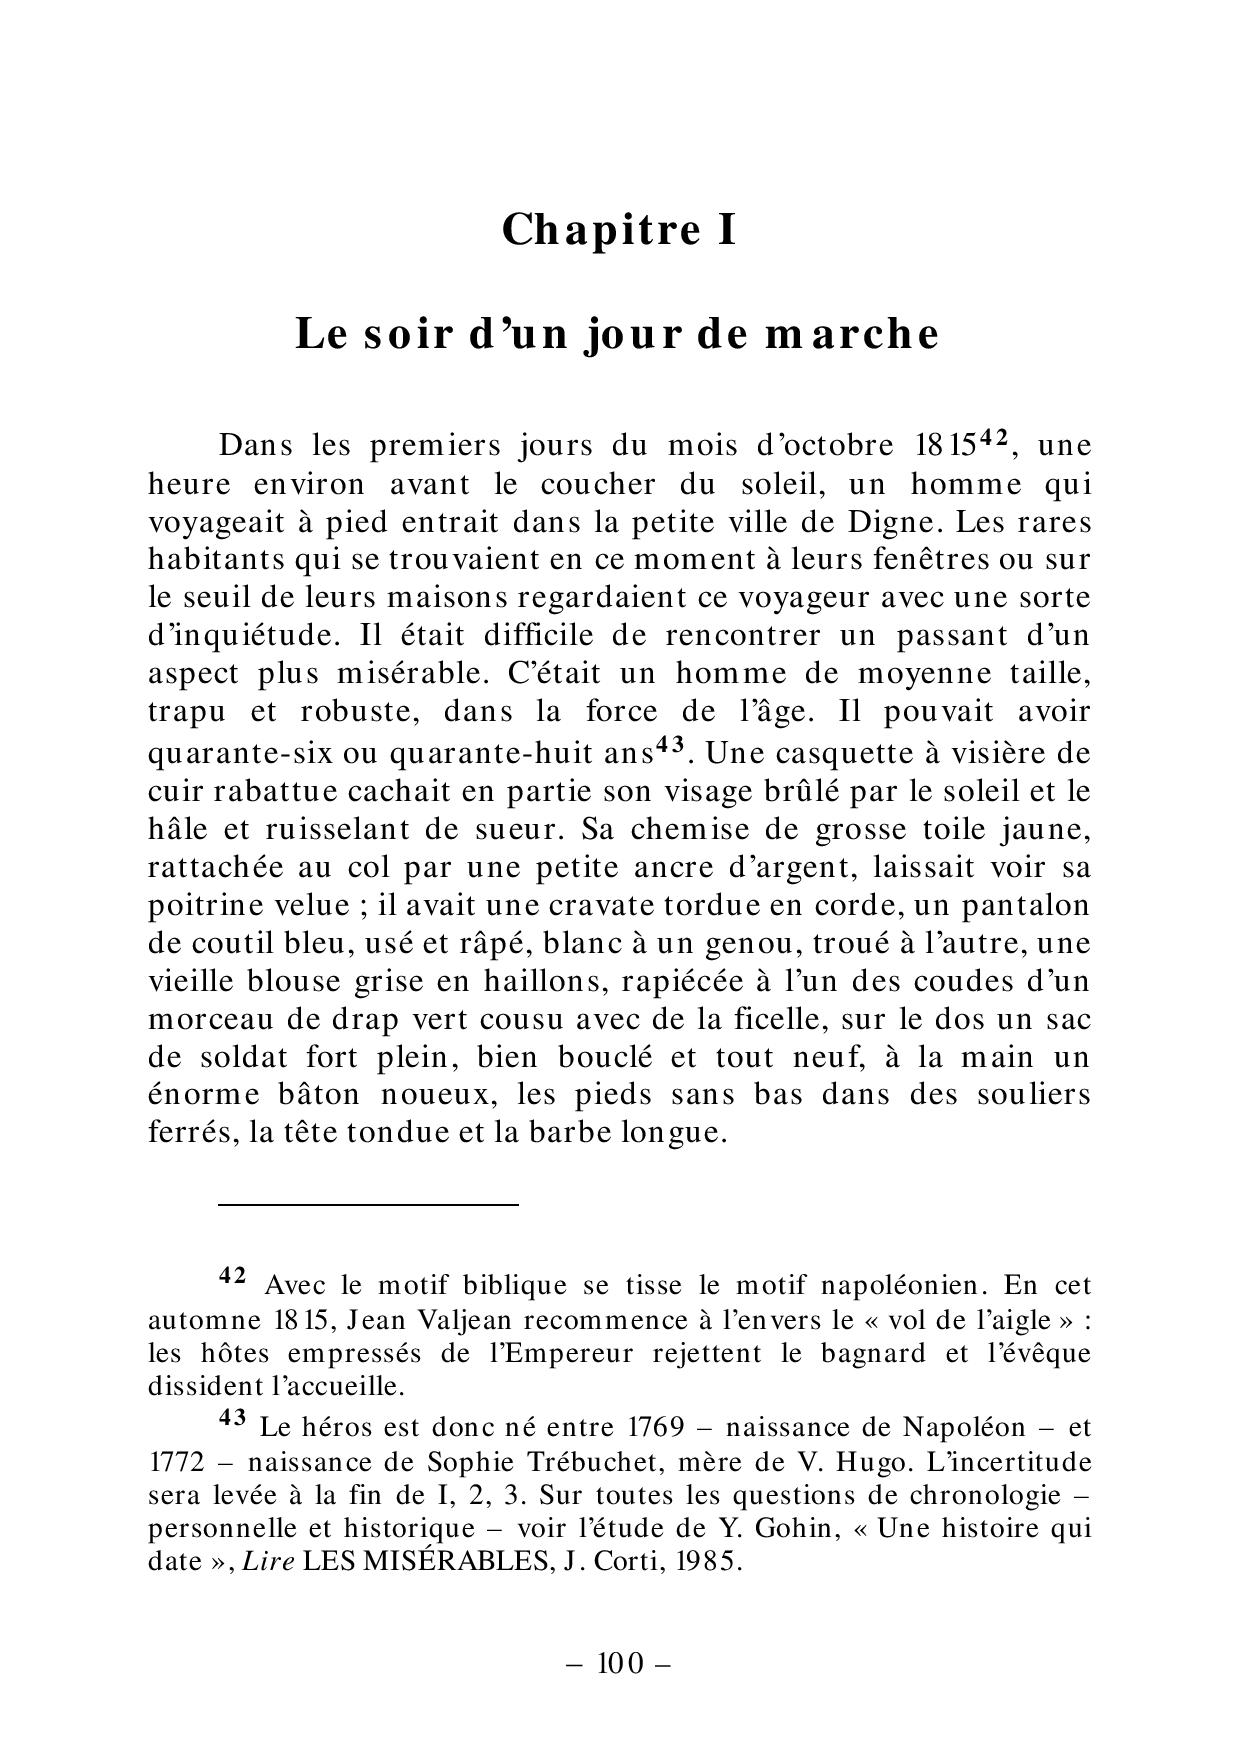 Chapitre I
Le soir d’un jour de marche
Dans les premiers jours du mois d’octobre 1815⁴², une
heure environ avant le coucher du soleil, un homme qui
voyageait à pied entrait dans la petite ville de Digne. Les rares
habitants qui se trouvaient en ce moment à leurs fenêtres ou sur
le seuil de leurs maisons regardaient ce voyageur avec une sorte
d’inquiétude. Il était difficile de rencontrer un passant d’un
aspect plus misérable. C’était un homme de moyenne taille,
trapu et robuste, dans la force de l’âge. Il pouvait avoir
quarante-six ou quarante-huit ans⁴³. Une casquette à visière de
cuir rabattue cachait en partie son visage brûlé par le soleil et le
hâle et ruisselant de sueur. Sa chemise de grosse toile jaune,
rattachée au col par une petite ancre d’argent, laissait voir sa
poitrine velue ; il avait une cravate tordue en corde, un pantalon
de coutil bleu, usé et râpé, blanc à un genou, troué à l’autre, une
vieille blouse grise en haillons, rapiécée à l’un des coudes d’un
morceau de drap vert cousu avec de la ficelle, sur le dos un sac
de soldat fort plein, bien bouclé et tout neuf, à la main un
énorme bâton noueux, les pieds sans bas dans des souliers
ferrés, la tête tondue et la barbe longue.
⁴² Avec le motif biblique se tisse le motif napoléonien. En cet
automne 1815, Jean Valjean recommence à l’envers le « vol de l’aigle » :
les hôtes empressés de l’Empereur rejettent le bagnard et l’évêque
dissident l’accueille.
⁴³ Le héros est donc né entre 1769 – naissance de Napoléon – et
1772 – naissance de Sophie Trébuchet, mère de V. Hugo. L’incertitude
sera levée à la fin de I, 2, 3. Sur toutes les questions de chronologie –
personnelle et historique – voir l’étude de Y. Gohin, « Une histoire qui
date », Lire LES MISÉRABLES, J. Corti, 1985.
– 100 –